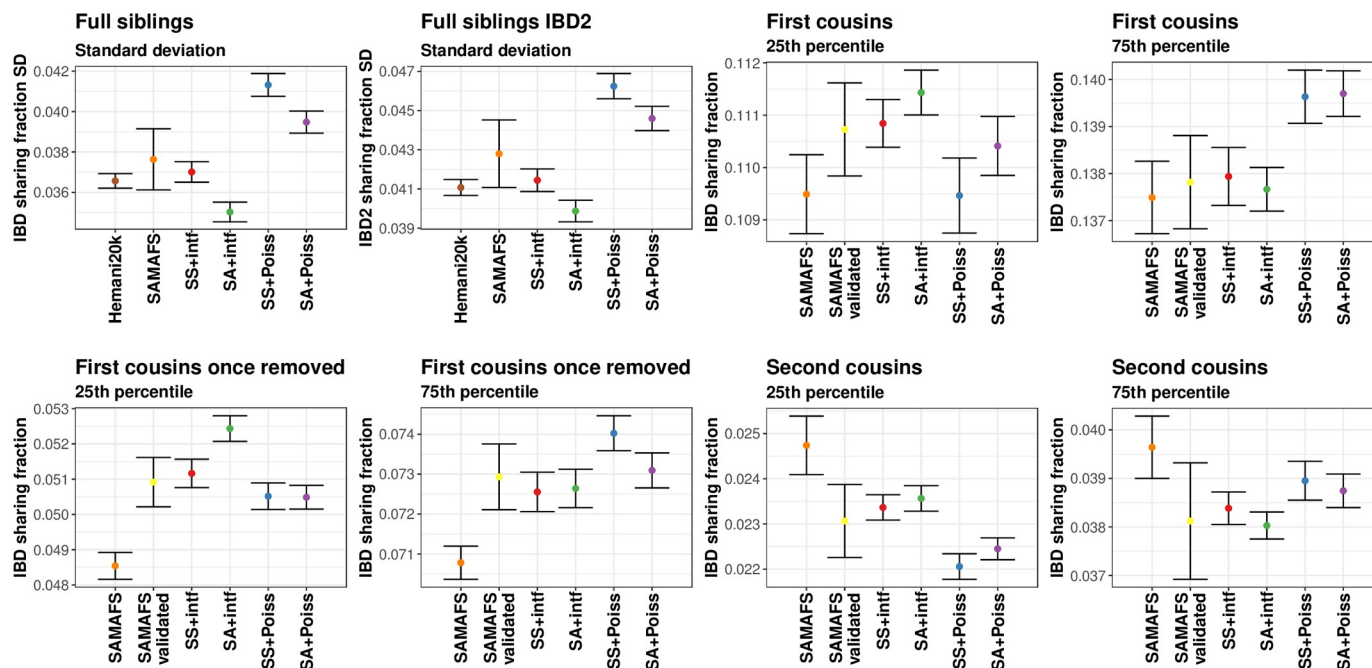 Full siblings
Standard deviation
IBD sharing fraction SD
0.042
0.040
0.038
0.036
Hemani20k
SAMAFS
SS+intf
SA+intf
SS+Poiss
SA+Poiss
Full siblings IBD2
Standard deviation
IBD2 sharing fraction SD
0.047
0.045
0.043
0.041
0.039
Hemani20k
SAMAFS
SS+intf
SA+intf
SS+Poiss
SA+Poiss
First cousins
25th percentile
IBD sharing fraction
0.112
0.111
0.110
0.109
SAMAFS
SAMAFS
validated
SS+intf
SA+intf
SS+Poiss
SA+Poiss
First cousins
75th percentile
IBD sharing fraction
0.140
0.139
0.138
0.137
SAMAFS
SAMAFS
validated
SS+intf
SA+intf
SS+Poiss
SA+Poiss
First cousins once removed
25th percentile
IBD sharing fraction
0.053
0.052
0.051
0.050
0.049
0.048
SAMAFS
SAMAFS
validated
SS+intf
SA+intf
SS+Poiss
SA+Poiss
First cousins once removed
75th percentile
IBD sharing fraction
0.074
0.073
0.072
0.071
SAMAFS
SAMAFS
validated
SS+intf
SA+intf
SS+Poiss
SA+Poiss
Second cousins
25th percentile
IBD sharing fraction
0.025
0.024
0.023
0.022
SAMAFS
SAMAFS
validated
SS+intf
SA+intf
SS+Poiss
SA+Poiss
Second cousins
75th percentile
IBD sharing fraction
0.040
0.039
0.038
0.037
SAMAFS
SAMAFS
validated
SS+intf
SA+intf
SS+Poiss
SA+Poiss